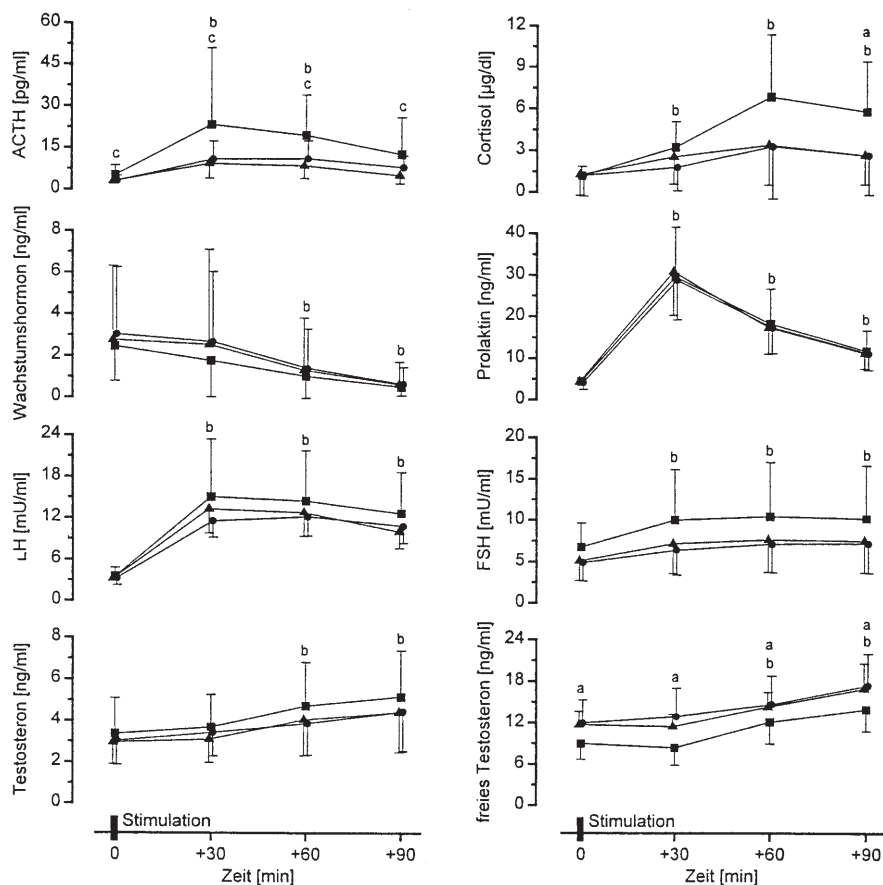 ACTH [pg/ml]
60
45
30
15
0
c
b
c
b
c
c
Cortisol [µg/dl]
12
9
6
3
0
b
b
a
b
Wachstumshormon [ng/ml]
8
6
4
2
0
b
b
Prolaktin [ng/ml]
40
30
20
10
0
b
b
b
LH [mU/ml]
24
18
12
6
0
b
b
b
FSH [mU/ml]
20
15
10
5
0
b
b
b
Testosteron [ng/ml]
8
6
4
2
0
b
b
freies Testosteron [ng/ml]
24
18
12
6
0
a
a
a
b
a
b
Stimulation
0
+30
+60
+90
Zeit [min]
Stimulation
0
+30
+60
+90
Zeit [min]